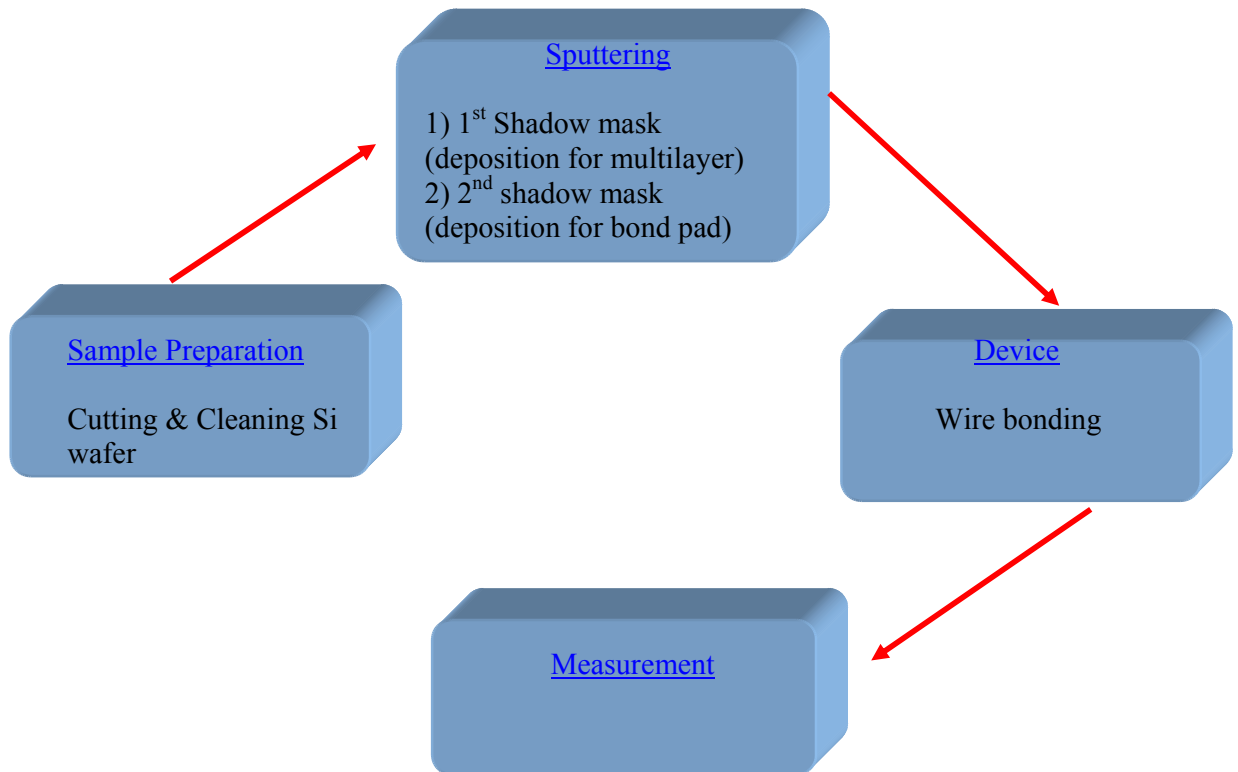 Sputtering
1) 1st Shadow mask
(deposition for multilayer)
2) 2nd shadow mask
(deposition for bond pad)
Sample Preparation
Cutting & Cleaning Si
wafer
Device
Wire bonding
Measurement